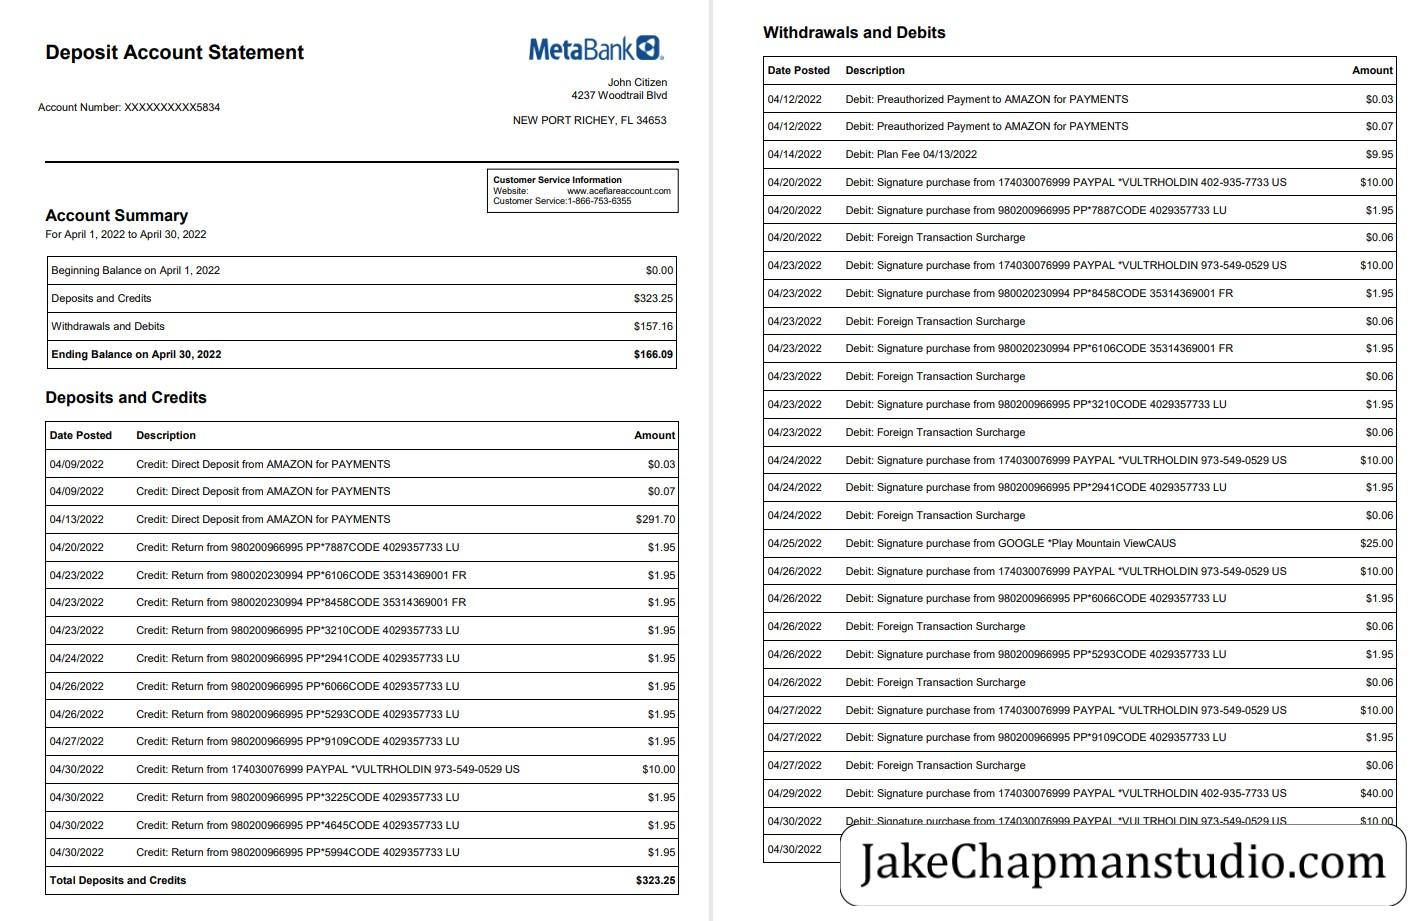 Deposit Account Statement
MetaBank
John Citizen
4237 Woodtrail Blvd
Account Number: XXXXXXXXXX5834
NEW PORT RICHEY, FL 34653
Customer Service Information
Website: www.aceflareaccount.com
Customer Service:1-866-753-6355
Account Summary
For April 1, 2022 to April 30, 2022
Beginning Balance on April 1, 2022 $0.00
Deposits and Credits $323.25
Withdrawals and Debits $157.16
Ending Balance on April 30, 2022 $166.09
Deposits and Credits
Date Posted Description Amount
04/09/2022 Credit: Direct Deposit from AMAZON for PAYMENTS $0.03
04/09/2022 Credit: Direct Deposit from AMAZON for PAYMENTS $0.07
04/13/2022 Credit: Direct Deposit from AMAZON for PAYMENTS $291.70
04/20/2022 Credit: Return from 980200966995 PP*7887CODE 4029357733 LU $1.95
04/23/2022 Credit: Return from 980020230994 PP*6106CODE 35314369001 FR $1.95
04/23/2022 Credit: Return from 980020230994 PP*8458CODE 35314369001 FR $1.95
04/23/2022 Credit: Return from 980200966995 PP*3210CODE 4029357733 LU $1.95
04/24/2022 Credit: Return from 980200966995 PP*2941CODE 4029357733 LU $1.95
04/26/2022 Credit: Return from 980200966995 PP*6066CODE 4029357733 LU $1.95
04/26/2022 Credit: Return from 980200966995 PP*5293CODE 4029357733 LU $1.95
04/27/2022 Credit: Return from 980200966995 PP*9109CODE 4029357733 LU $1.95
04/30/2022 Credit: Return from 174030076999 PAYPAL *VULTRHOLDIN 973-549-0529 US $10.00
04/30/2022 Credit: Return from 980200966995 PP*3225CODE 4029357733 LU $1.95
04/30/2022 Credit: Return from 980200966995 PP*4645CODE 4029357733 LU $1.95
04/30/2022 Credit: Return from 980200966995 PP*5994CODE 4029357733 LU $1.95
Total Deposits and Credits $323.25
Withdrawals and Debits
Date Posted Description Amount
04/12/2022 Debit: Preauthorized Payment to AMAZON for PAYMENTS $0.03
04/12/2022 Debit: Preauthorized Payment to AMAZON for PAYMENTS $0.07
04/14/2022 Debit: Plan Fee 04/13/2022 $9.95
04/20/2022 Debit: Signature purchase from 174030076999 PAYPAL *VULTRHOLDIN 402-935-7733 US $10.00
04/20/2022 Debit: Signature purchase from 980200966995 PP*7887CODE 4029357733 LU $1.95
04/20/2022 Debit: Foreign Transaction Surcharge $0.06
04/23/2022 Debit: Signature purchase from 174030076999 PAYPAL *VULTRHOLDIN 973-549-0529 US $10.00
04/23/2022 Debit: Signature purchase from 980020230994 PP*8458CODE 35314369001 FR $1.95
04/23/2022 Debit: Foreign Transaction Surcharge $0.06
04/23/2022 Debit: Signature purchase from 980020230994 PP*6106CODE 35314369001 FR $1.95
04/23/2022 Debit: Foreign Transaction Surcharge $0.06
04/23/2022 Debit: Signature purchase from 980200966995 PP*3210CODE 4029357733 LU $1.95
04/23/2022 Debit: Foreign Transaction Surcharge $0.06
04/24/2022 Debit: Signature purchase from 174030076999 PAYPAL *VULTRHOLDIN 973-549-0529 US $10.00
04/24/2022 Debit: Signature purchase from 980200966995 PP*2941CODE 4029357733 LU $1.95
04/24/2022 Debit: Foreign Transaction Surcharge $0.06
04/25/2022 Debit: Signature purchase from GOOGLE *Play Mountain ViewCAUS $25.00
04/26/2022 Debit: Signature purchase from 174030076999 PAYPAL *VULTRHOLDIN 973-549-0529 US $10.00
04/26/2022 Debit: Signature purchase from 980200966995 PP*6066CODE 4029357733 LU $1.95
04/26/2022 Debit: Foreign Transaction Surcharge $0.06
04/26/2022 Debit: Signature purchase from 980200966995 PP*5293CODE 4029357733 LU $1.95
04/26/2022 Debit: Foreign Transaction Surcharge $0.06
04/27/2022 Debit: Signature purchase from 174030076999 PAYPAL *VULTRHOLDIN 973-549-0529 US $10.00
04/27/2022 Debit: Signature purchase from 980200966995 PP*9109CODE 4029357733 LU $1.95
04/27/2022 Debit: Foreign Transaction Surcharge $0.06
04/29/2022 Debit: Signature purchase from 174030076999 PAYPAL *VULTRHOLDIN 402-935-7733 US $40.00
04/30/2022 Debit: Signature purchase from 174030076999 PAYPAL *VULTRHOLDIN 973-549-0529 US $10.00
04/30/2022
JakeChapmanstudio.com